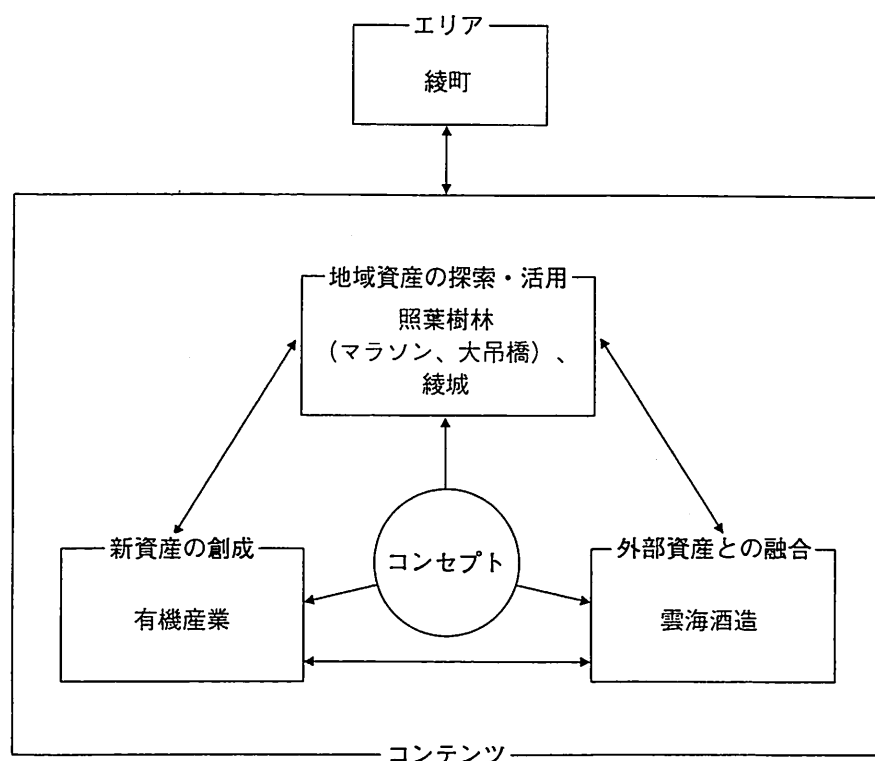 エリア
綾町
地域資産の探索・活用
照葉樹林
（マラソン、大吊橋）、
綾城
コンセプト
新資産の創成
有機産業
外部資産との融合
雲海酒造
コンテンツ